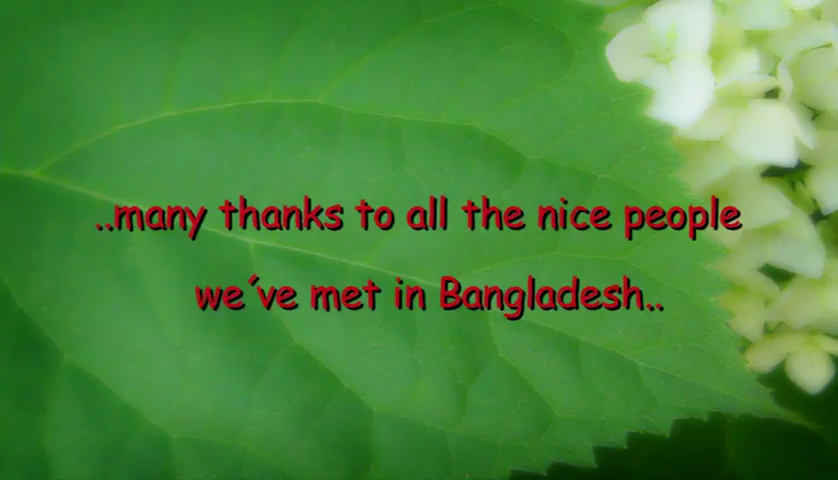 ..many thanks to all the nice people
we´ve met in Bangladesh..